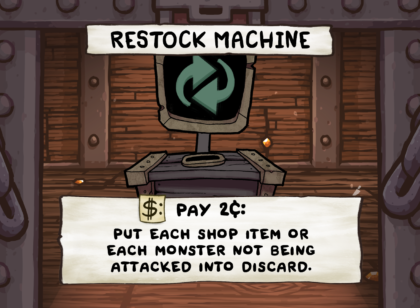 RESTOCK MACHINE
$: PAY 2¢:
PUT EACH SHOP ITEM OR
EACH MONSTER NOT BEING
ATTACKED INTO DISCARD.